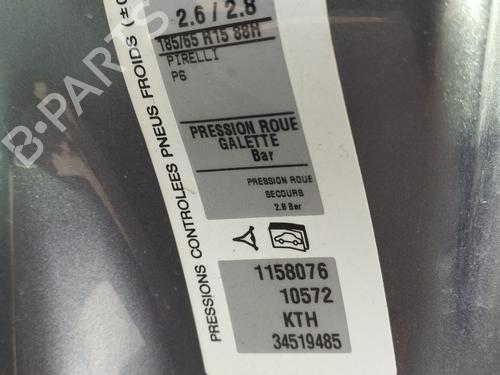 2.6 / 2.8
185/65 R15 88H
PIRELLI
P6
PRESSION ROUE
GALETTE
Bar
PRESSION ROUE
SECOURS
2.8 Bar
PRESSIONS CONTROLEES PNEUS FROIDS
1158076
10572
KTH
34519485
B-PARTS